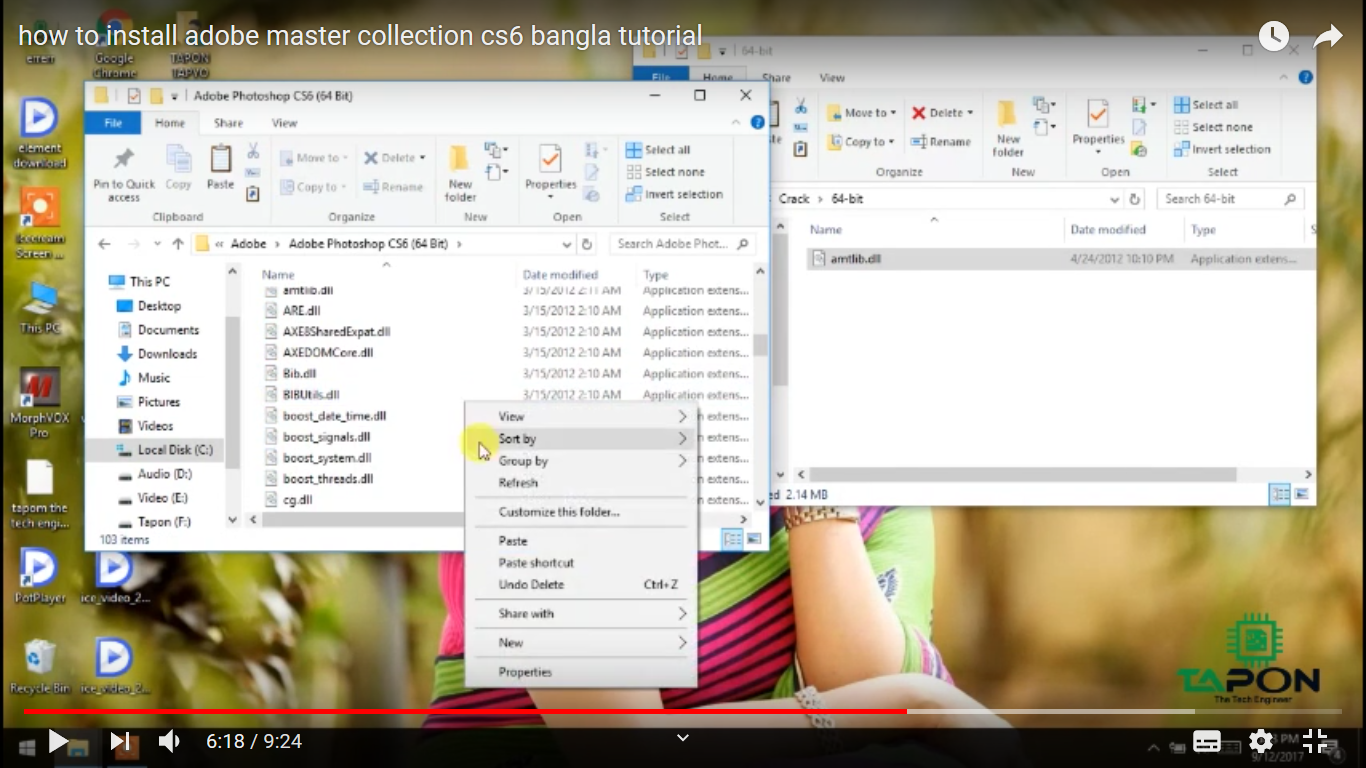 how to install adobe master collection cs6 bangla tutorial
Google Chrome
TAPON TAPVO
element download
Icecream Screen ...
This PC
MorphVOX Pro
tapom the tech engi...
PotPlayer
ice_video_2...
Recycle Bin
ice_video_2...
64-bit
File Home Share View
Move to
Copy to
Delete
Rename
New folder
Properties
Select all
Select none
Invert selection
Organize New Open Select
Crack > 64-bit
Search 64-bit
Name Date modified Type S
amtlib.dll 4/24/2012 10:10 PM Application extens...
2.14 MB
Adobe Photoshop CS6 (64 Bit)
File Home Share View
Pin to Quick access
Copy
Paste
Move to
Copy to
Delete
Rename
New folder
Properties
Select all
Select none
Invert selection
Clipboard Organize New Open Select
« Adobe > Adobe Photoshop CS6 (64 Bit) >
Search Adobe Phot...
This PC
Desktop
Documents
Downloads
Music
Pictures
Videos
Local Disk (C:)
Audio (D:)
Video (E:)
Tapon (F:)
Name Date modified Type
amtlib.dll 3/15/2012 2:11 AM Application extens...
ARE.dll 3/15/2012 2:10 AM Application extens...
AXE8SharedExpat.dll 3/15/2012 2:10 AM Application extens...
AXEDOMCore.dll 3/15/2012 2:10 AM Application extens...
Bib.dll 3/15/2012 2:10 AM Application extens...
BIBUtils.dll 3/15/2012 2:10 AM Application extens...
boost_date_time.dll
boost_signals.dll
boost_system.dll
boost_threads.dll
cg.dll
103 items
View
Sort by
Group by
Refresh
Customize this folder...
Paste
Paste shortcut
Undo Delete Ctrl+Z
Share with
New
Properties
TAPON
The Tech Engineer
6:18 / 9:24
PM
9/12/2017